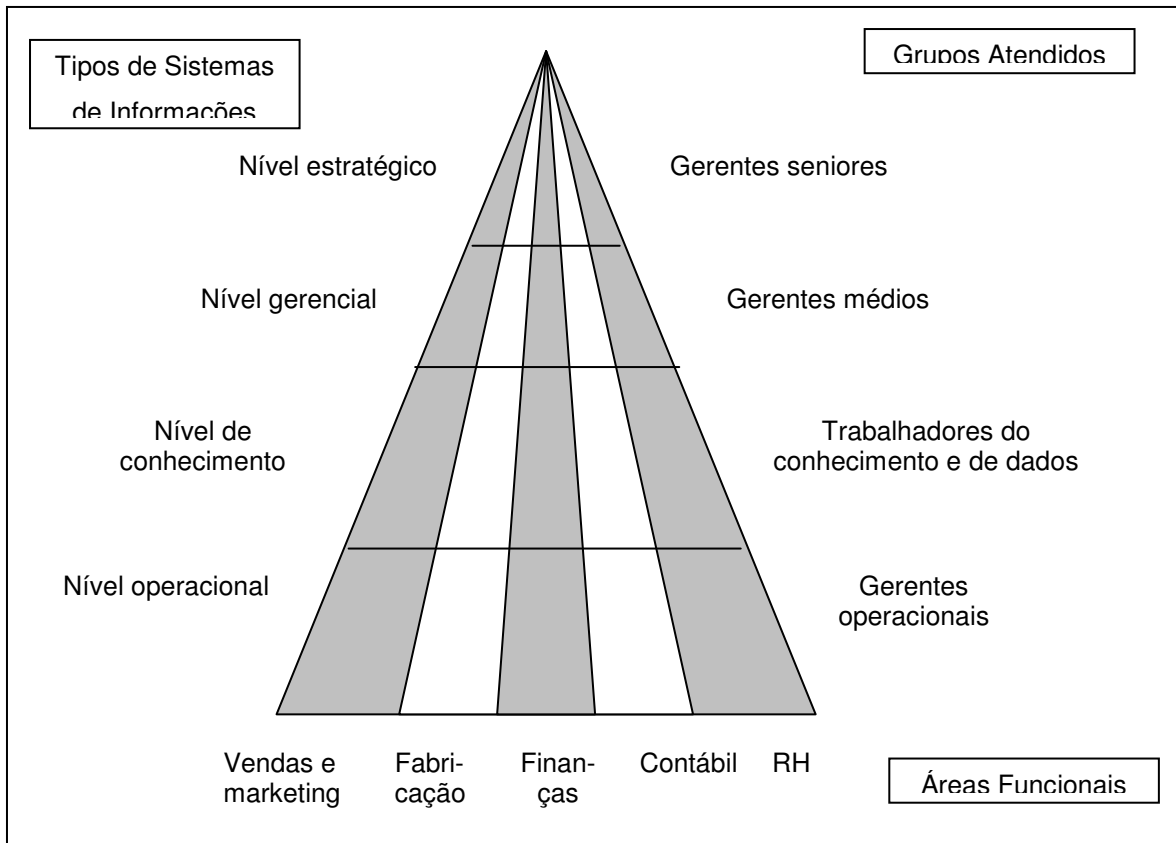 Tipos de Sistemas
de Informações
Grupos Atendidos
Nível estratégico
Gerentes seniores
Nível gerencial
Gerentes médios
Nível de
conhecimento
Trabalhadores do
conhecimento e de dados
Nível operacional
Gerentes
operacionais
Vendas e
marketing
Fabri-
cação
Finan-
ças
Contábil
RH
Áreas Funcionais